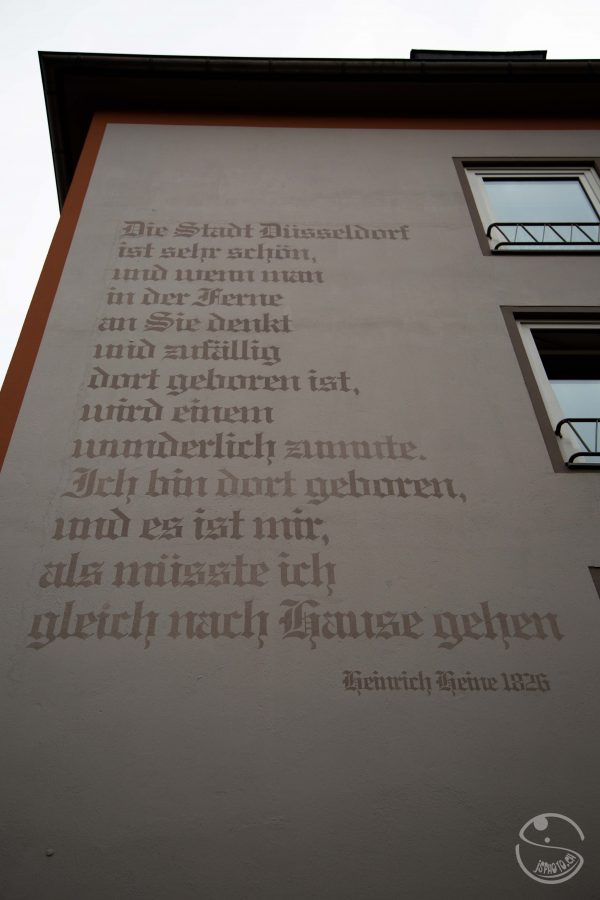 Die Stadt Düsseldorf
ist sehr schön,
und wenn man
in der Ferne
an Sie denkt
und zufällig
dort geboren ist,
wird einem
wunderlich zumute.
Ich bin dort geboren,
und es ist mir,
als müsste ich
gleich nach Hause gehen
Heinrich Heine 1826
jsphoto.ch